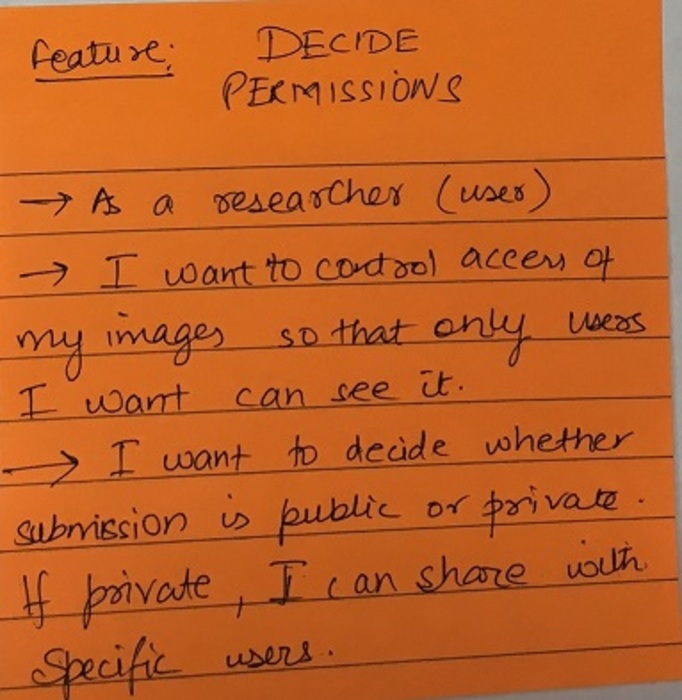 Feature: DECIDE
PERMISSIONS
→ As a researcher (user)
→ I want to control access of
my images so that only users
I want can see it.
→ I want to decide whether
submission is public or private.
If private, I can share with
Specific users.